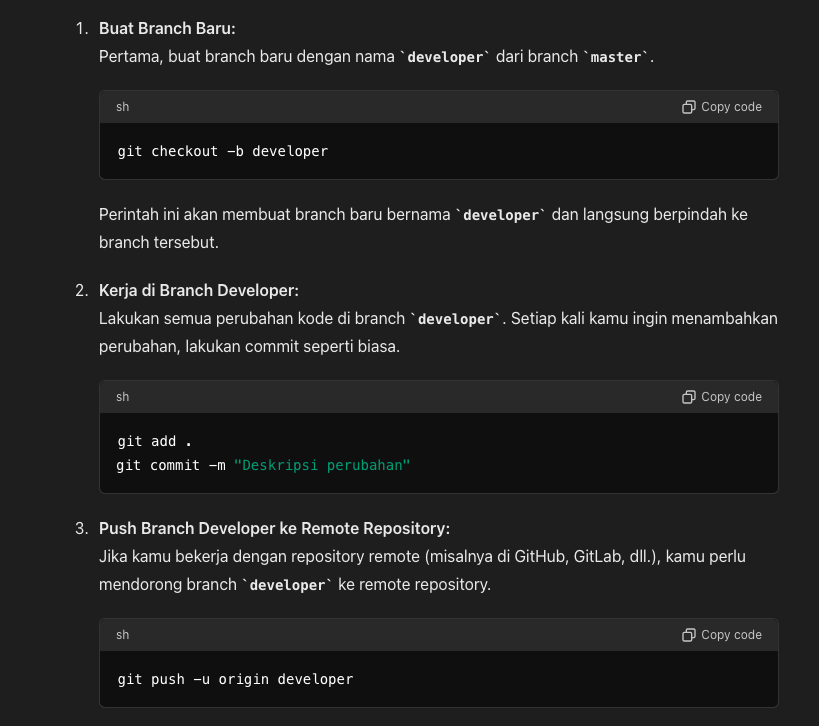 1. Buat Branch Baru:
Pertama, buat branch baru dengan nama `developer` dari branch `master`.
sh Copy code
git checkout -b developer
Perintah ini akan membuat branch baru bernama `developer` dan langsung berpindah ke
branch tersebut.
2. Kerja di Branch Developer:
Lakukan semua perubahan kode di branch `developer`. Setiap kali kamu ingin menambahkan
perubahan, lakukan commit seperti biasa.
sh Copy code
git add .
git commit -m "Deskripsi perubahan"
3. Push Branch Developer ke Remote Repository:
Jika kamu bekerja dengan repository remote (misalnya di GitHub, GitLab, dll.), kamu perlu
mendorong branch `developer` ke remote repository.
sh Copy code
git push -u origin developer